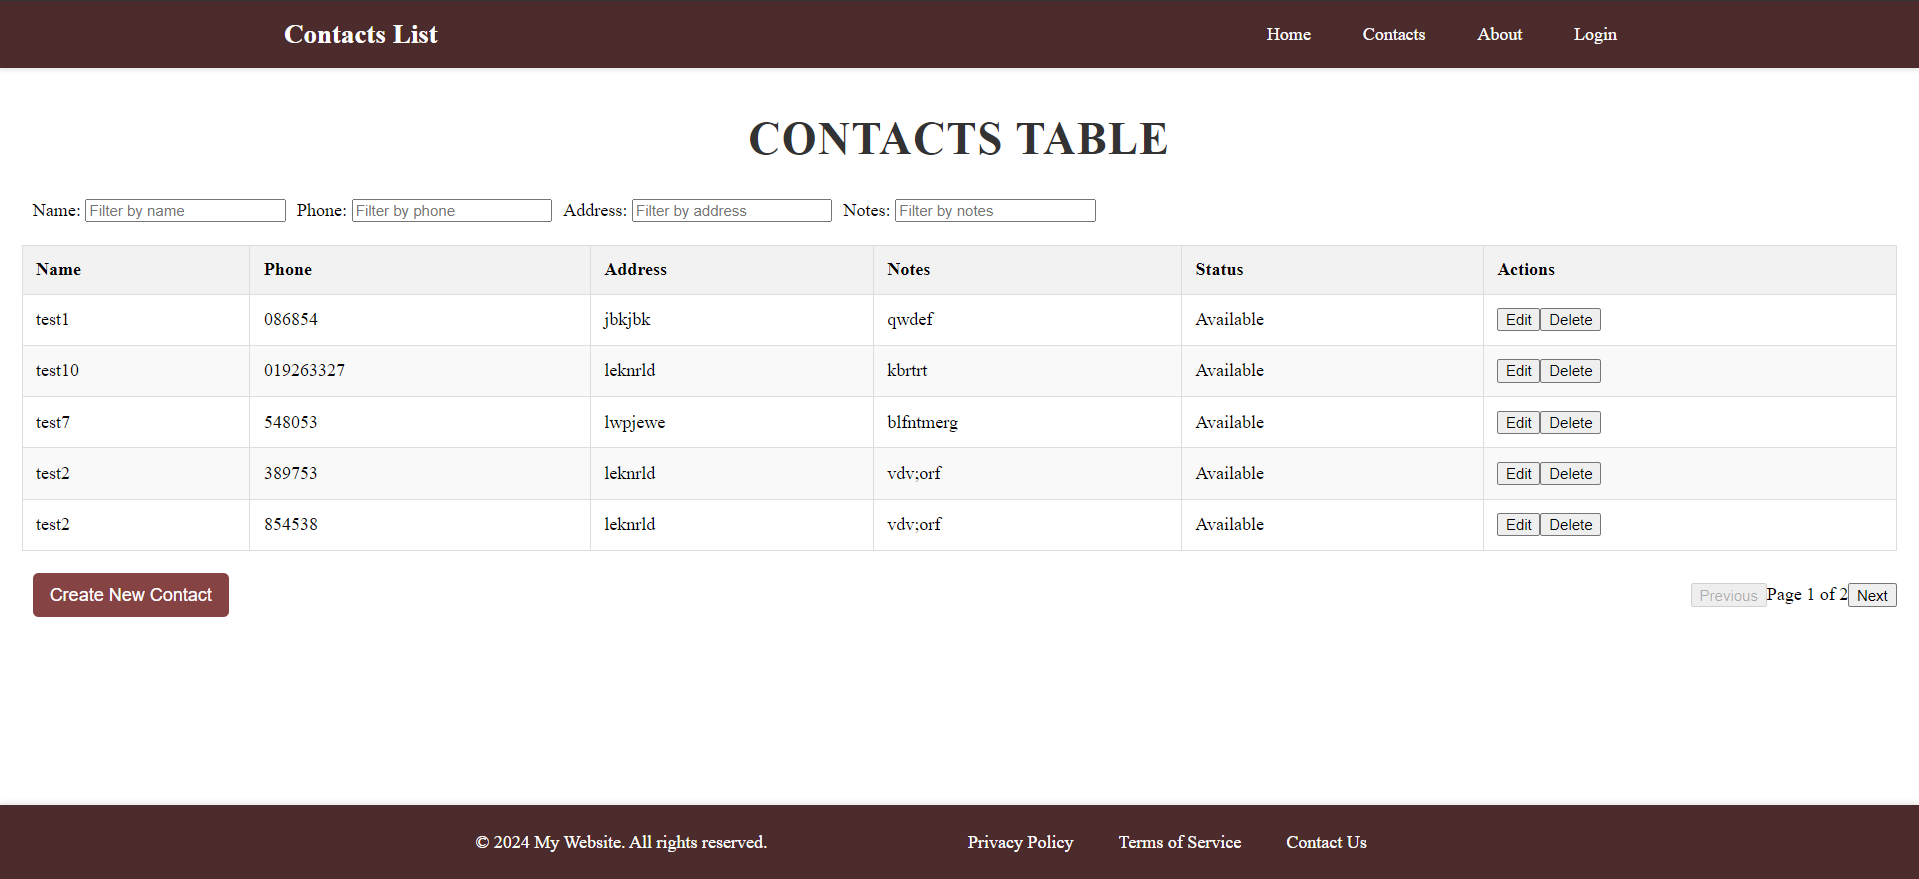 Contacts List Home Contacts About Login
CONTACTS TABLE
Name: Filter by name Phone: Filter by phone Address: Filter by address Notes: Filter by notes
Name Phone Address Notes Status Actions
test1 086854 jbkjbk qwdef Available Edit Delete
test10 019263327 leknrld kbrtrt Available Edit Delete
test7 548053 lwpjewe blfntmerg Available Edit Delete
test2 389753 leknrld vdv;orf Available Edit Delete
test2 854538 leknrld vdv;orf Available Edit Delete
Create New Contact Previous Page 1 of 2 Next
© 2024 My Website. All rights reserved. Privacy Policy Terms of Service Contact Us